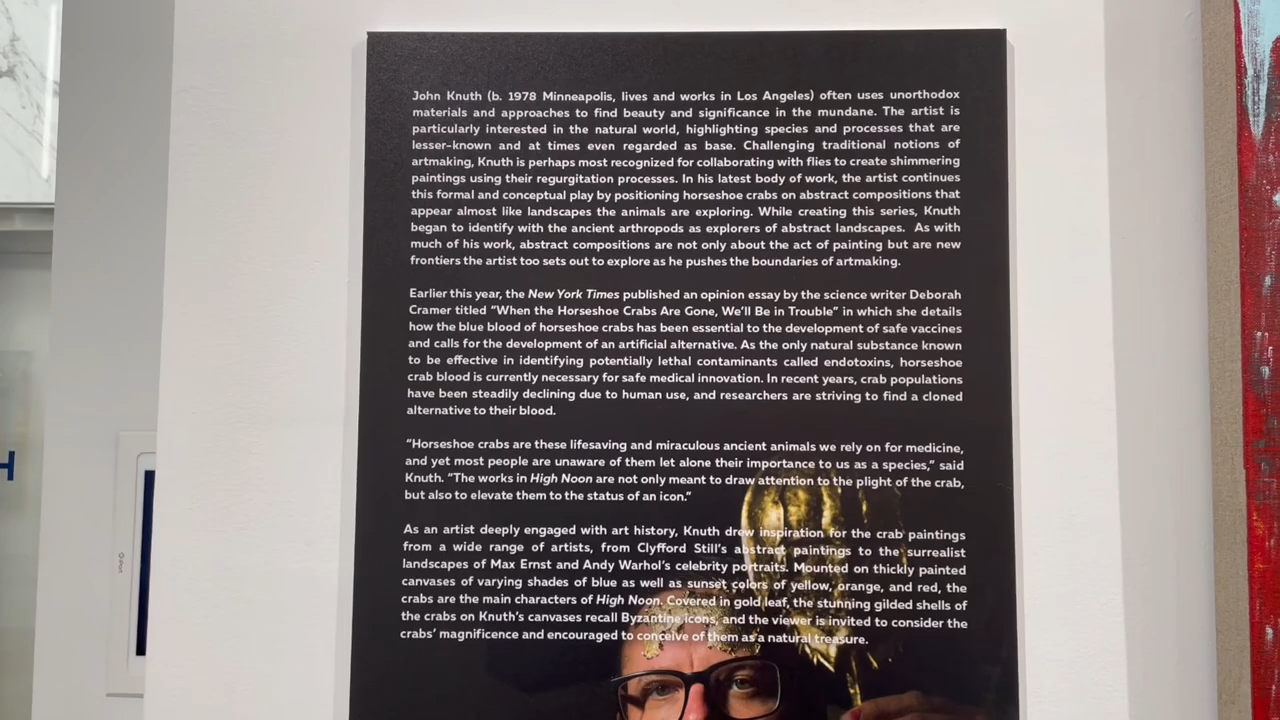 John Knuth (b. 1978 Minneapolis, lives and works in Los Angeles) often uses unorthodox
materials and approaches to find beauty and significance in the mundane. The artist is
particularly interested in the natural world, highlighting species and processes that are
lesser-known and at times even regarded as base. Challenging traditional notions of
artmaking, Knuth is perhaps most recognized for collaborating with flies to create shimmering
paintings using their regurgitation processes. In his latest body of work, the artist continues
this formal and conceptual play by positioning horseshoe crabs on abstract compositions that
appear almost like landscapes the animals are exploring. While creating this series, Knuth
began to identify with the ancient arthropods as explorers of abstract landscapes. As with
much of his work, abstract compositions are not only about the act of painting but are new
frontiers the artist too sets out to explore as he pushes the boundaries of artmaking.
Earlier this year, the New York Times published an opinion essay by the science writer Deborah
Cramer titled “When the Horseshoe Crabs Are Gone, We’ll Be in Trouble” in which she details
how the blue blood of horseshoe crabs has been essential to the development of safe vaccines
and calls for the development of an artificial alternative. As the only natural substance known
to be effective in identifying potentially lethal contaminants called endotoxins, horseshoe
crab blood is currently necessary for safe medical innovation. In recent years, crab populations
have been steadily declining due to human use, and researchers are striving to find a cloned
alternative to their blood.
“Horseshoe crabs are these lifesaving and miraculous ancient animals we rely on for medicine,
and yet most people are unaware of them let alone their importance to us as a species,” said
Knuth. “The works in High Noon are not only meant to draw attention to the plight of the crab,
but also to elevate them to the status of an icon.”
As an artist deeply engaged with art history, Knuth drew inspiration for the crab paintings
from a wide range of artists, from Clyfford Still’s abstract paintings to the surrealist
landscapes of Max Ernst and Andy Warhol’s celebrity portraits. Mounted on thickly painted
canvases of varying shades of blue as well as sunset colors of yellow, orange, and red, the
crabs are the main characters of High Noon. Covered in gold leaf, the stunning gilded shells of
the crabs on Knuth’s canvases recall Byzantine icons, and the viewer is invited to consider the
crabs’ magnificence and encouraged to conceive of them as a natural treasure.
H